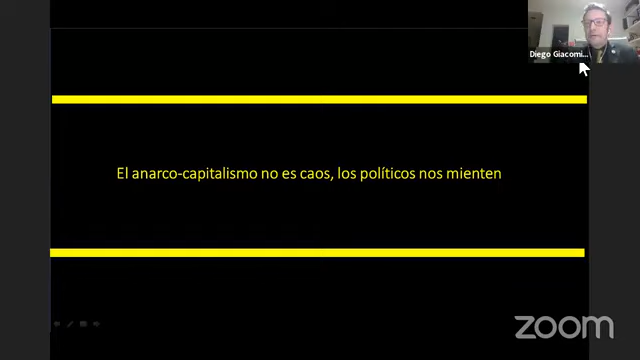 Diego Giacomi...
El anarco-capitalismo no es caos, los políticos nos mienten
zoom